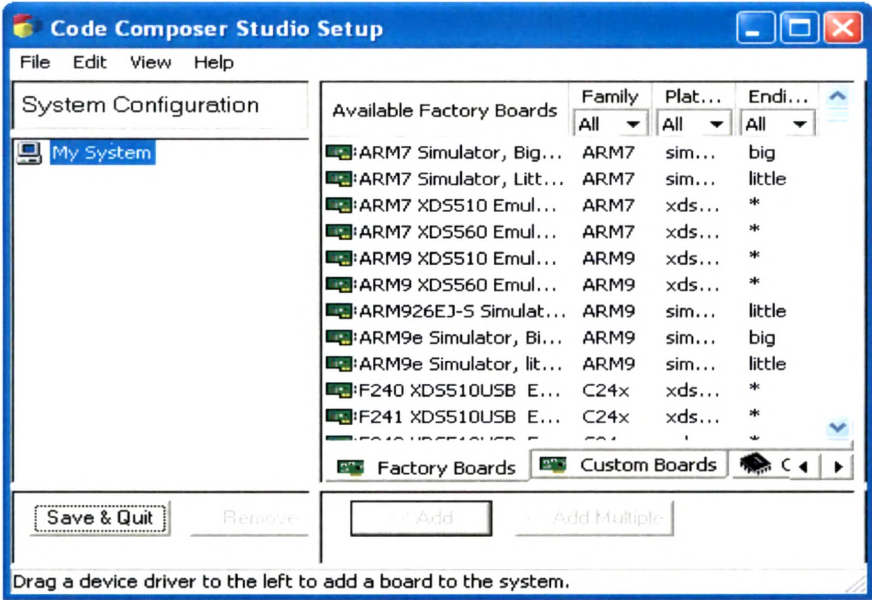 Code Composer Studio Setup
File Edit View Help
System Configuration
Available Factory Boards Family Plat... Endi...
All All All
My System
ARM7 Simulator, Big... ARM7 sim... big
ARM7 Simulator, Litt... ARM7 sim... little
ARM7 XDS510 Emul... ARM7 xds... *
ARM7 XDS560 Emul... ARM7 xds... *
ARM9 XDS510 Emul... ARM9 xds... *
ARM9 XDS560 Emul... ARM9 xds... *
ARM926EJ-S Simulat... ARM9 sim... little
ARM9e Simulator, Bi... ARM9 sim... big
ARM9e Simulator, lit... ARM9 sim... little
F240 XDS510USB E... C24x xds... *
F241 XDS510USB E... C24x xds... *
Factory Boards Custom Boards C
Save & Quit Remove << Add Add Multiple
Drag a device driver to the left to add a board to the system.